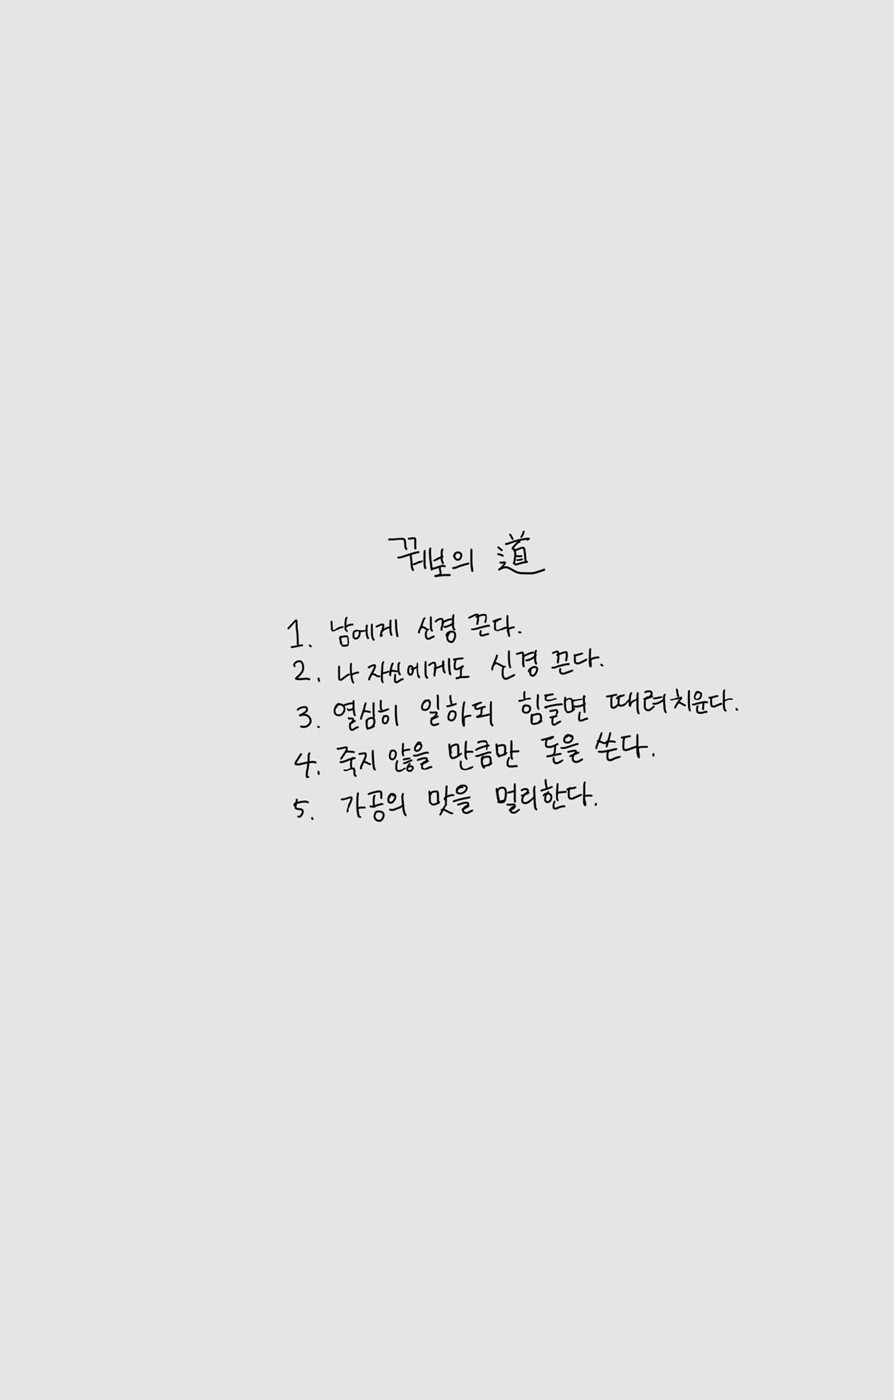 꿔보의 道
1. 남에게 신경 끈다.
2. 나 자신에게도 신경 끈다.
3. 열심히 일하되 힘들면 때려치운다.
4. 죽지 않을 만큼만 돈을 쓴다.
5. 가공의 맛을 멀리한다.